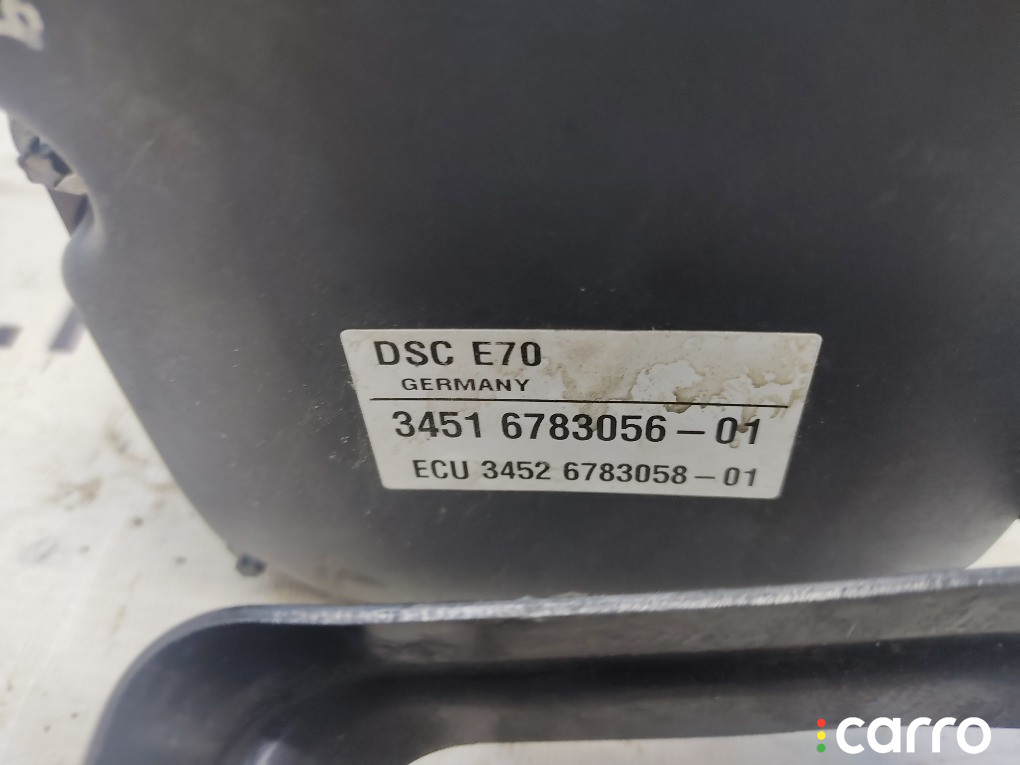 DSC E70
GERMANY
3451 6783056-01
ECU 3452 6783058-01
carro